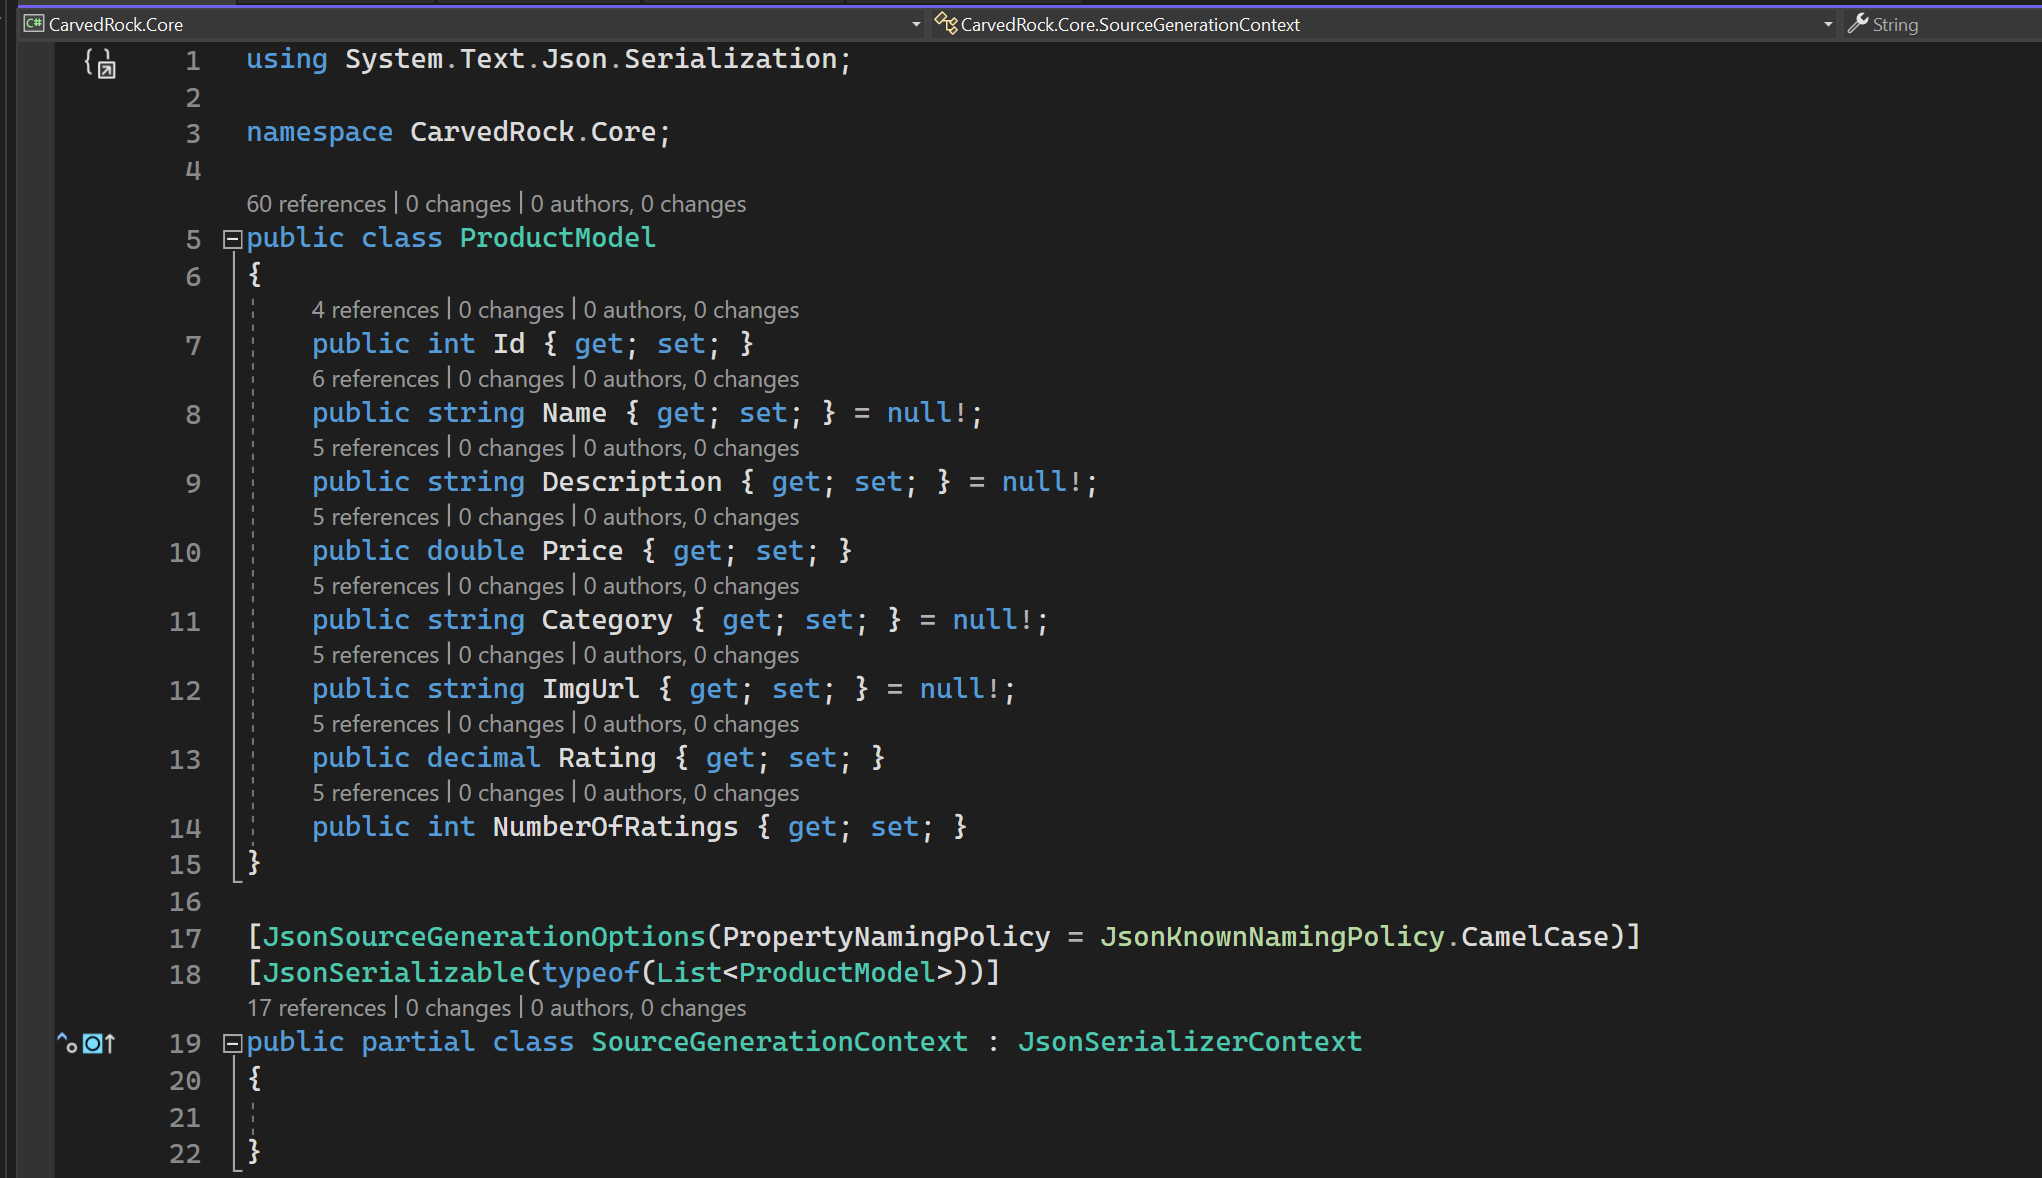 C# CarvedRock.Core CarvedRock.Core.SourceGenerationContext String
1 using System.Text.Json.Serialization;
2
3 namespace CarvedRock.Core;
4
60 references | 0 changes | 0 authors, 0 changes
5 public class ProductModel
6 {
4 references | 0 changes | 0 authors, 0 changes
7 public int Id { get; set; }
6 references | 0 changes | 0 authors, 0 changes
8 public string Name { get; set; } = null!;
5 references | 0 changes | 0 authors, 0 changes
9 public string Description { get; set; } = null!;
5 references | 0 changes | 0 authors, 0 changes
10 public double Price { get; set; }
5 references | 0 changes | 0 authors, 0 changes
11 public string Category { get; set; } = null!;
5 references | 0 changes | 0 authors, 0 changes
12 public string ImgUrl { get; set; } = null!;
5 references | 0 changes | 0 authors, 0 changes
13 public decimal Rating { get; set; }
5 references | 0 changes | 0 authors, 0 changes
14 public int NumberOfRatings { get; set; }
15 }
16
17 [JsonSourceGenerationOptions(PropertyNamingPolicy = JsonKnownNamingPolicy.CamelCase)]
18 [JsonSerializable(typeof(List<ProductModel>))]
17 references | 0 changes | 0 authors, 0 changes
19 public partial class SourceGenerationContext : JsonSerializerContext
20 {
21
22 }